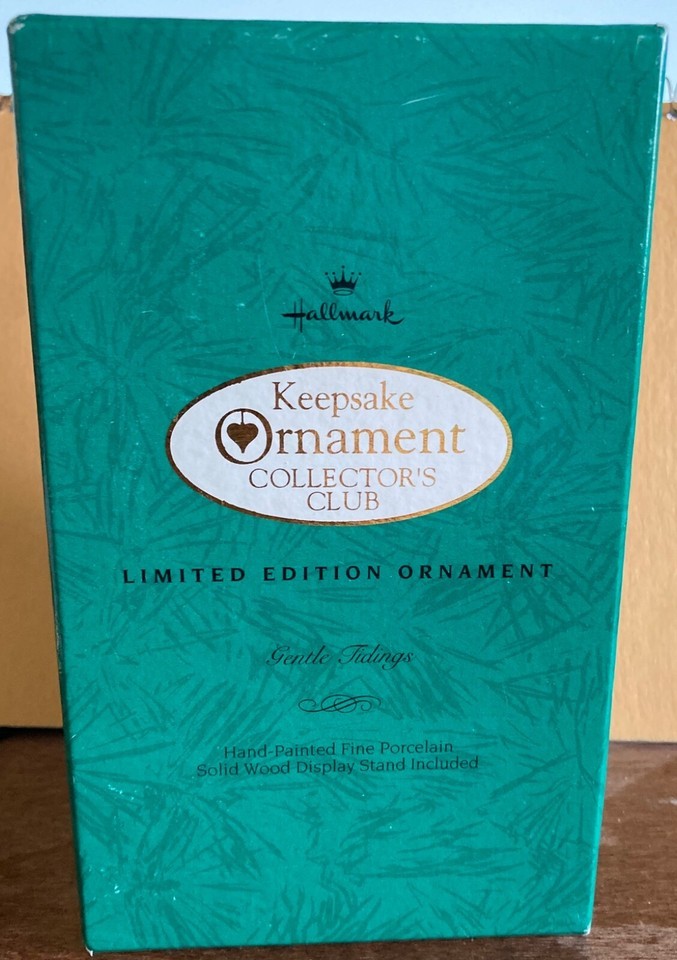 Hallmark
Keepsake
Ornament
COLLECTOR'S
CLUB
LIMITED EDITION ORNAMENT
Gentle Tidings
Hand-Painted Fine Porcelain
Solid Wood Display Stand Included